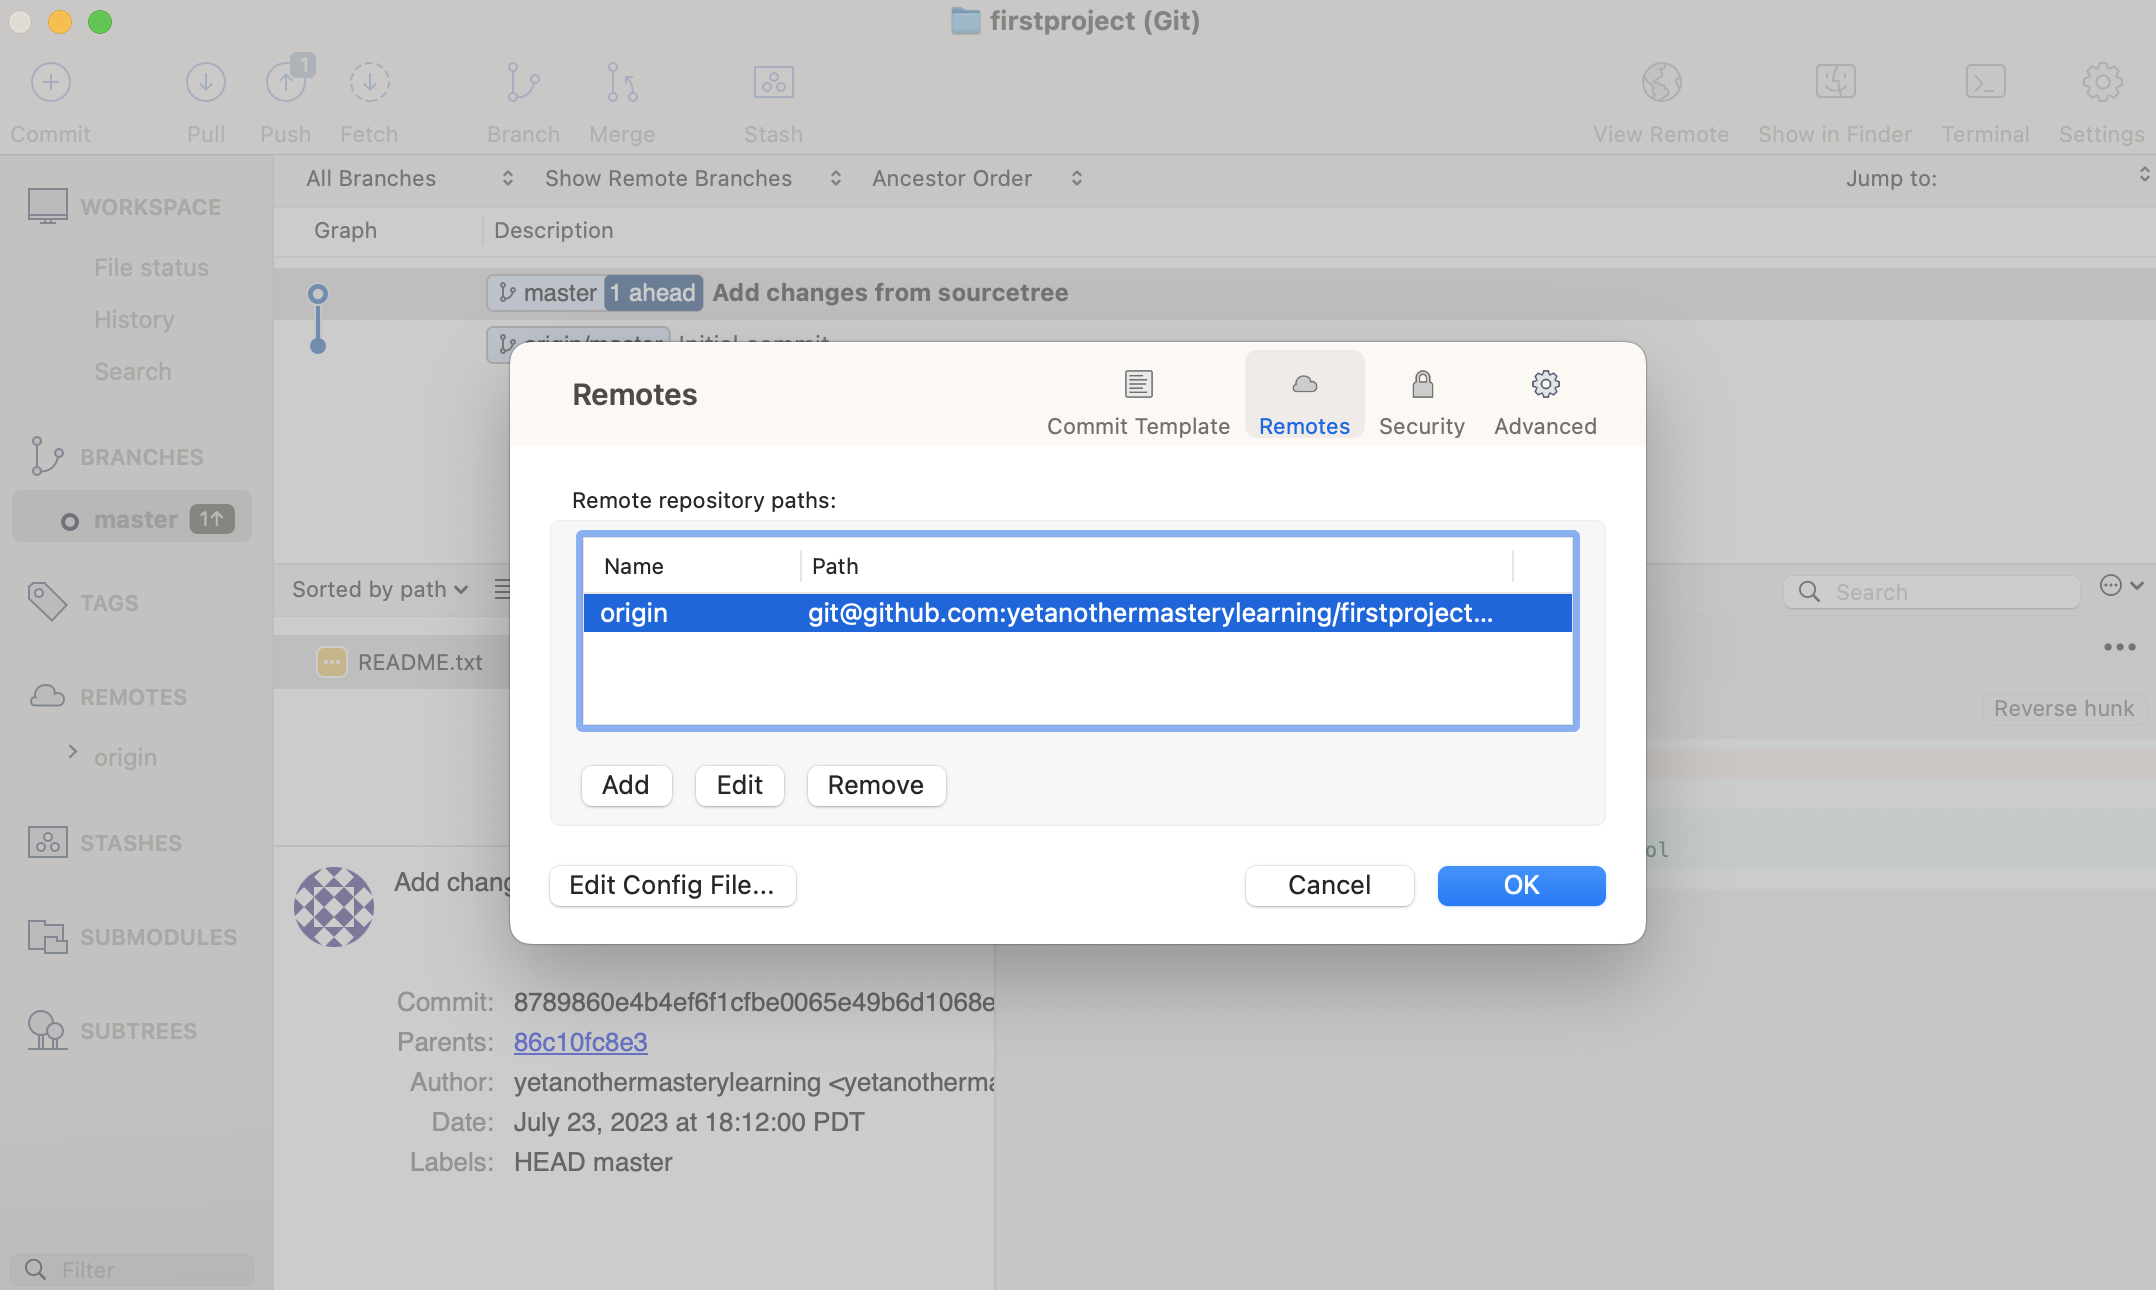 firstproject (Git)
1
Commit
Pull
Push
Fetch
Branch
Merge
Stash
View Remote
Show in Finder
Terminal
Settings
All Branches
Show Remote Branches
Ancestor Order
Jump to:
WORKSPACE
File status
History
Search
BRANCHES
master 1↑
TAGS
REMOTES
origin
STASHES
SUBMODULES
SUBTREES
Filter
Graph
Description
master 1 ahead Add changes from sourcetree
origin/master Initial commit
Sorted by path
README.txt
Search
Reverse hunk
ol
Remotes
Commit Template
Remotes
Security
Advanced
Remote repository paths:
Name Path
origin git@github.com:yetanothermasterylearning/firstproject...
Add
Edit
Remove
Edit Config File...
Cancel
OK
Add chang
Commit: 8789860e4b4ef6f1cfbe0065e49b6d1068e
Parents: 86c10fc8e3
Author: yetanothermasterylearning <yetanotherma
Date: July 23, 2023 at 18:12:00 PDT
Labels: HEAD master